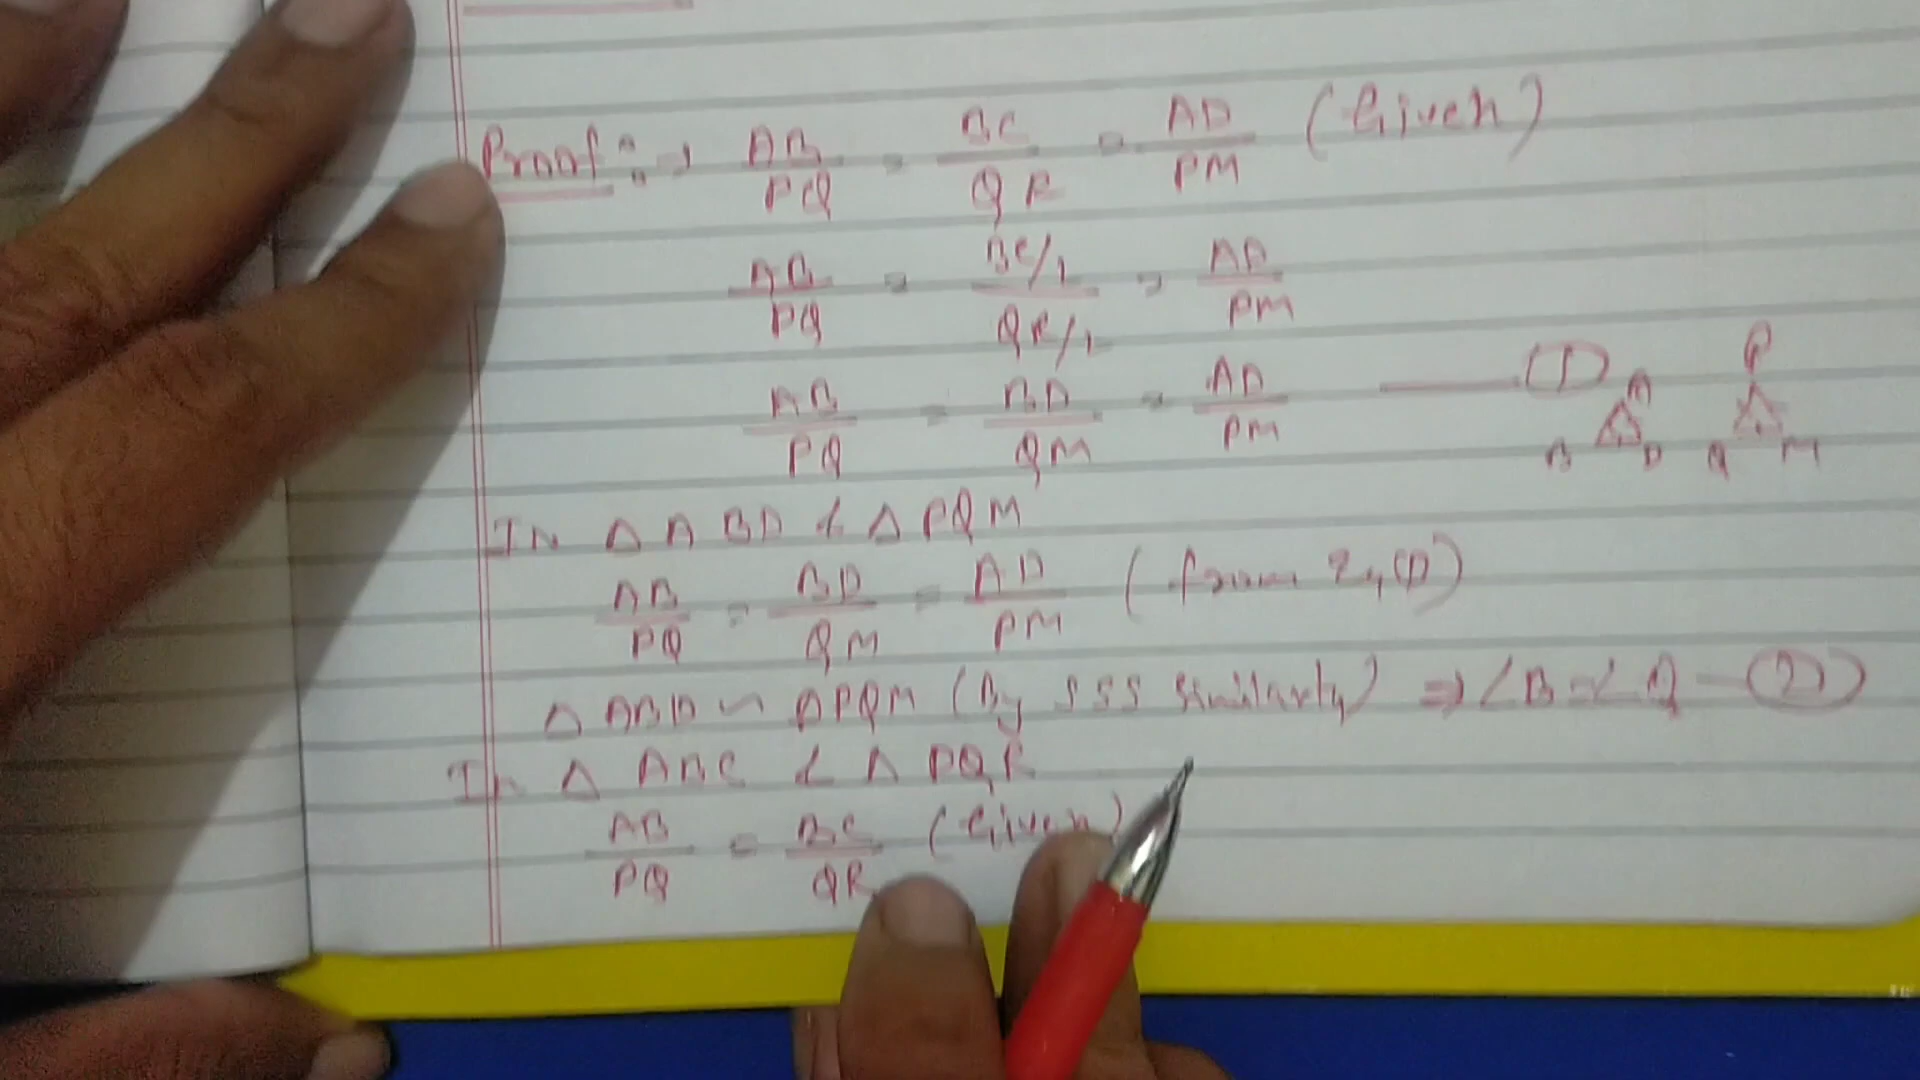 Proof :→ AB/PQ = BC/QR = AD/PM (Given)
AB/PQ = (BC/2)/(QR/2) = AD/PM
AB/PQ = BD/QM = AD/PM —— (1)
A P
B D Q M
In Δ ABD & Δ PQM
AB/PQ = BD/QM = AD/PM (from Eq (1))
Δ ABD ~ Δ PQM (By SSS Similarty) ⇒ ∠B = ∠Q — (2)
In Δ ABC & Δ PQR
AB/PQ = BC/QR (Given)